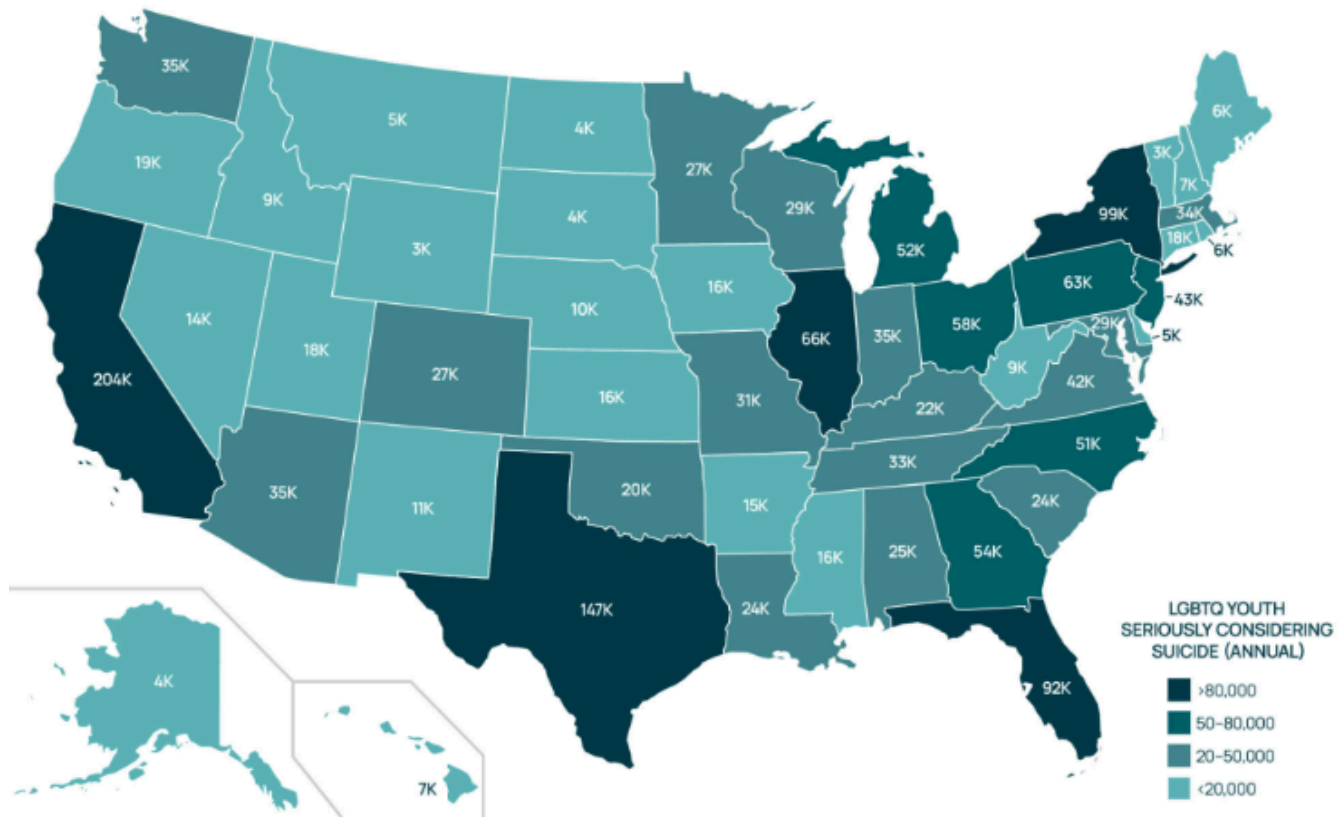 35K
5K
4K
6K
19K
9K
27K
3K
7K
29K
4K
3K
99K
34K
52K
18K
6K
16K
63K
10K
43K
14K
58K
29K
5K
18K
66K
35K
9K
204K
27K
42K
16K
31K
22K
51K
33K
35K
20K
24K
11K
15K
16K
25K
54K
147K
24K
92K
4K
7K
LGBTQ YOUTH
SERIOUSLY CONSIDERING
SUICIDE (ANNUAL)
>80,000
50-80,000
20-50,000
<20,000